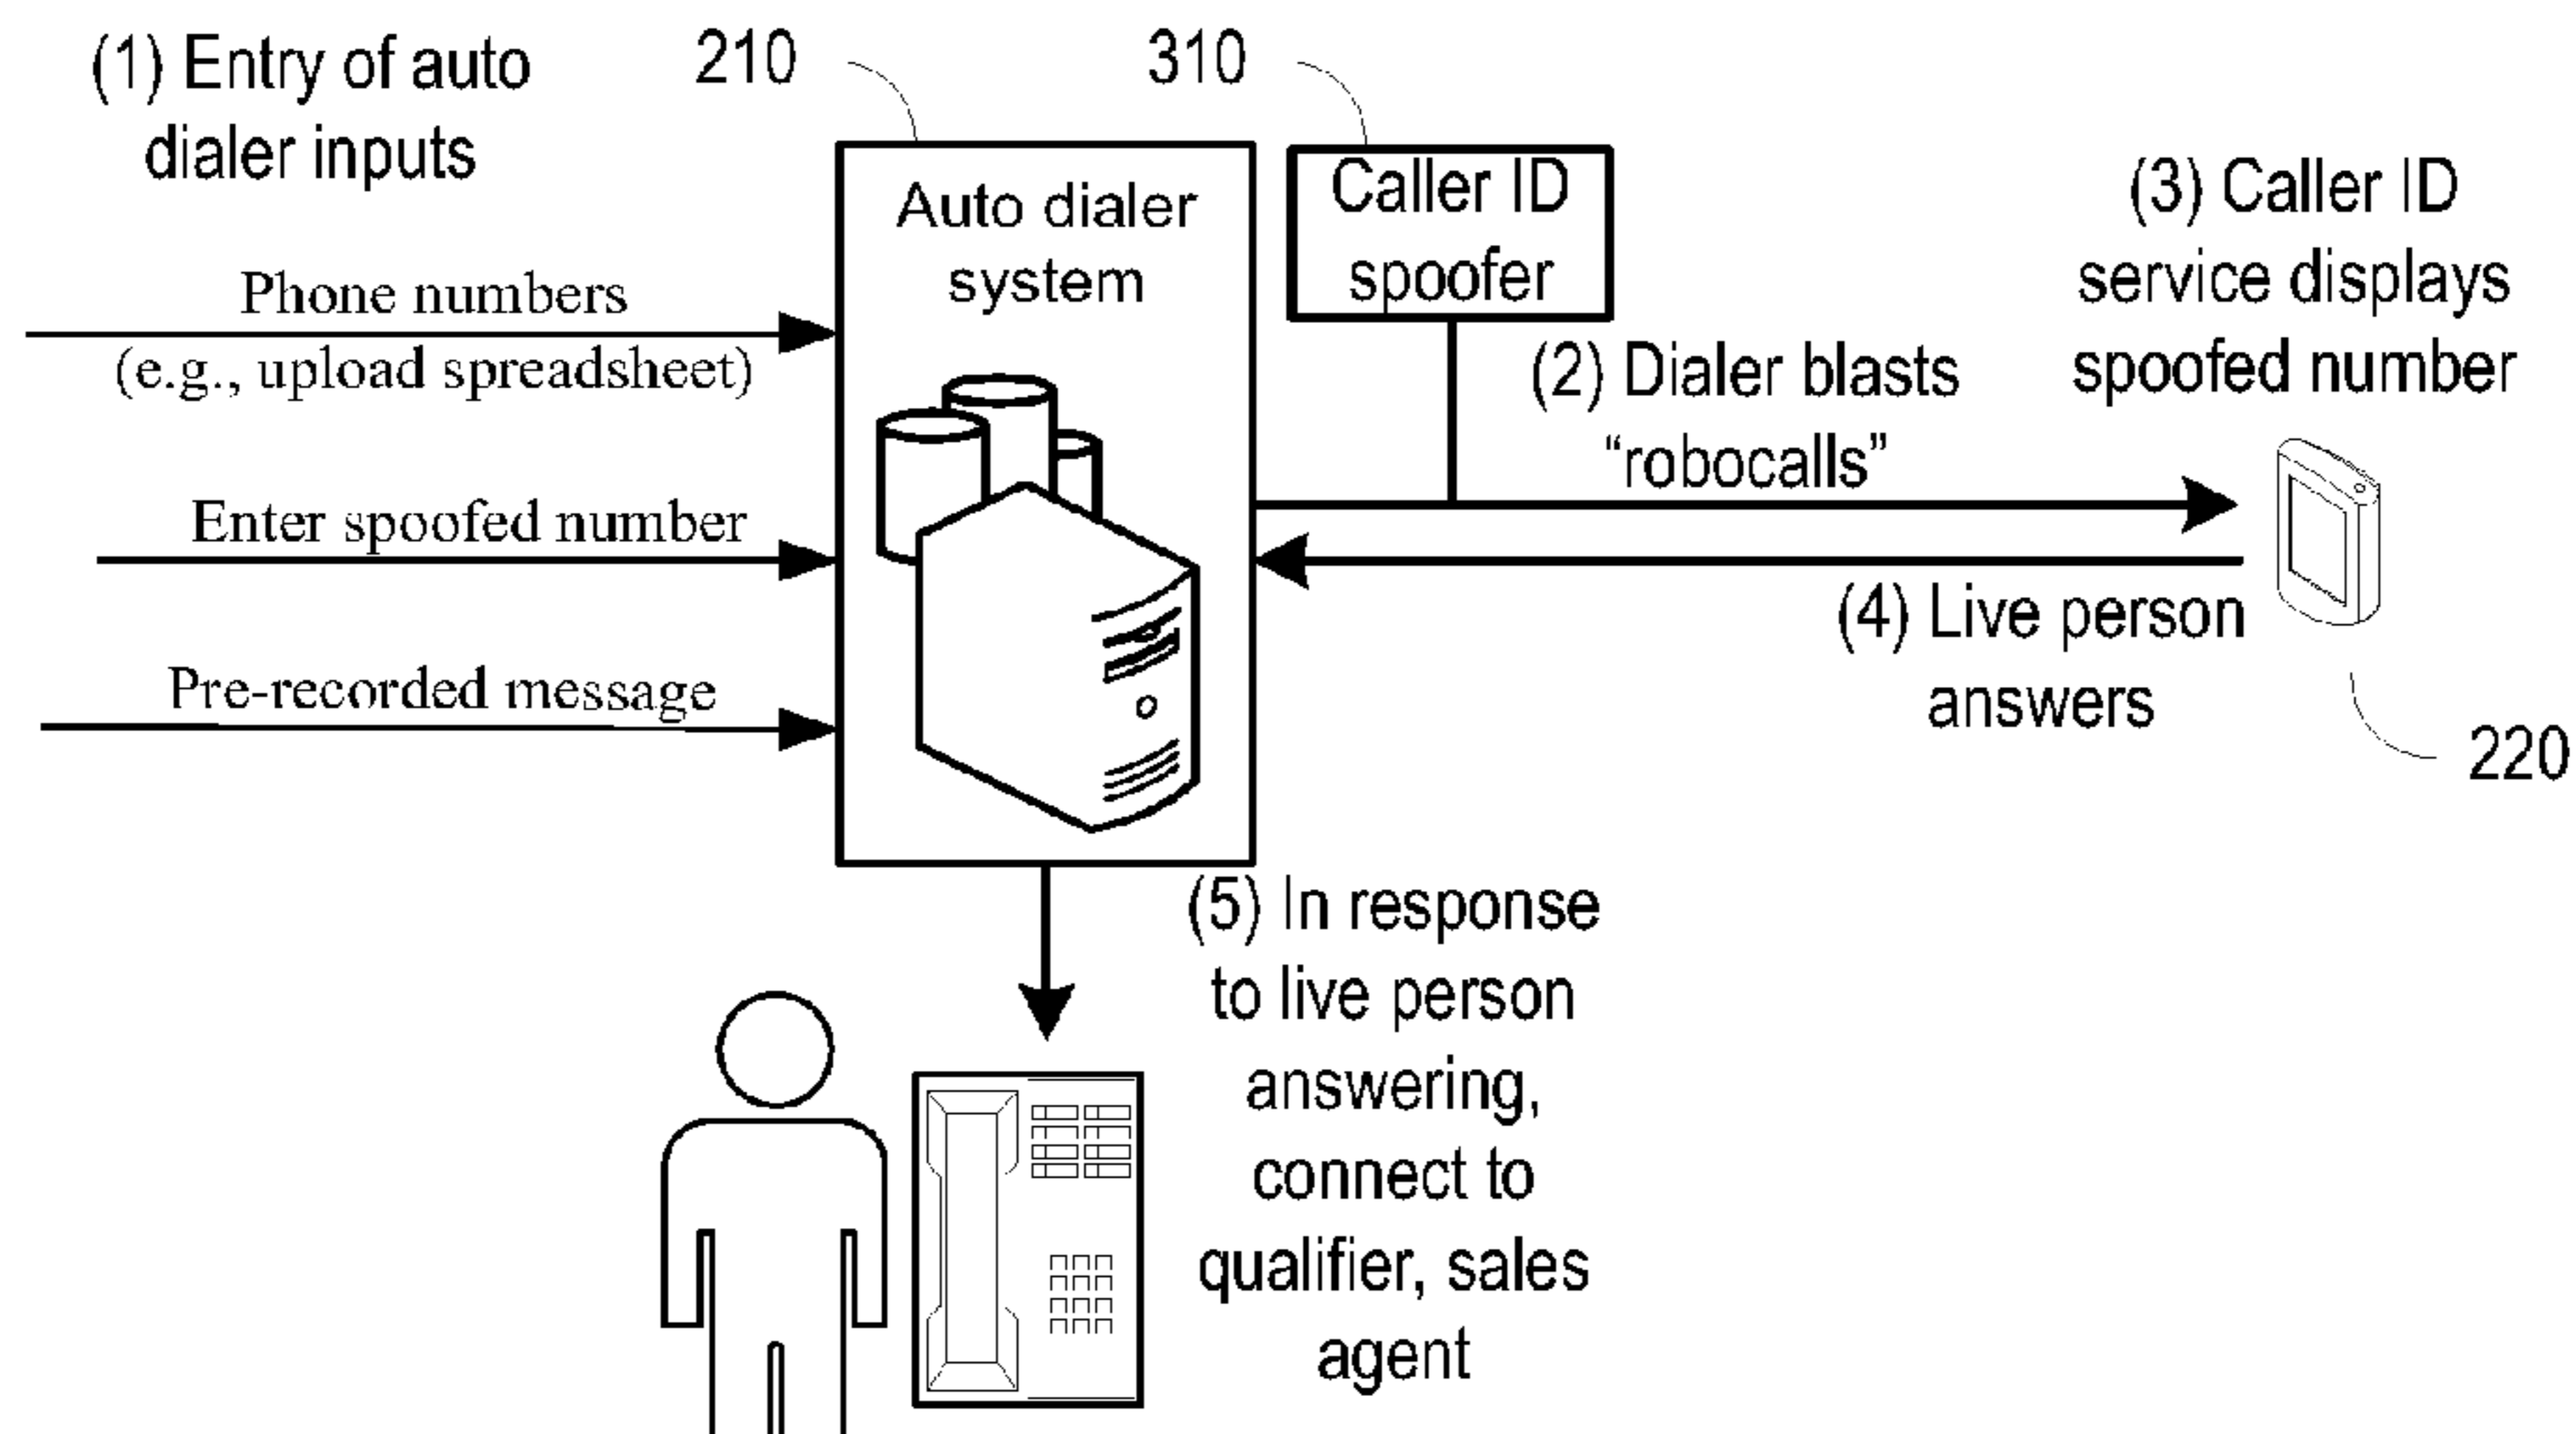 (1) Entry of auto
dialer inputs
210
310
Phone numbers
(e.g., upload spreadsheet)
Enter spoofed number
Pre-recorded message
Auto dialer
system
Caller ID
spoofer
(2) Dialer blasts
“robocalls”
(3) Caller ID
service displays
spoofed number
(4) Live person
answers
220
(5) In response
to live person
answering,
connect to
qualifier, sales
agent